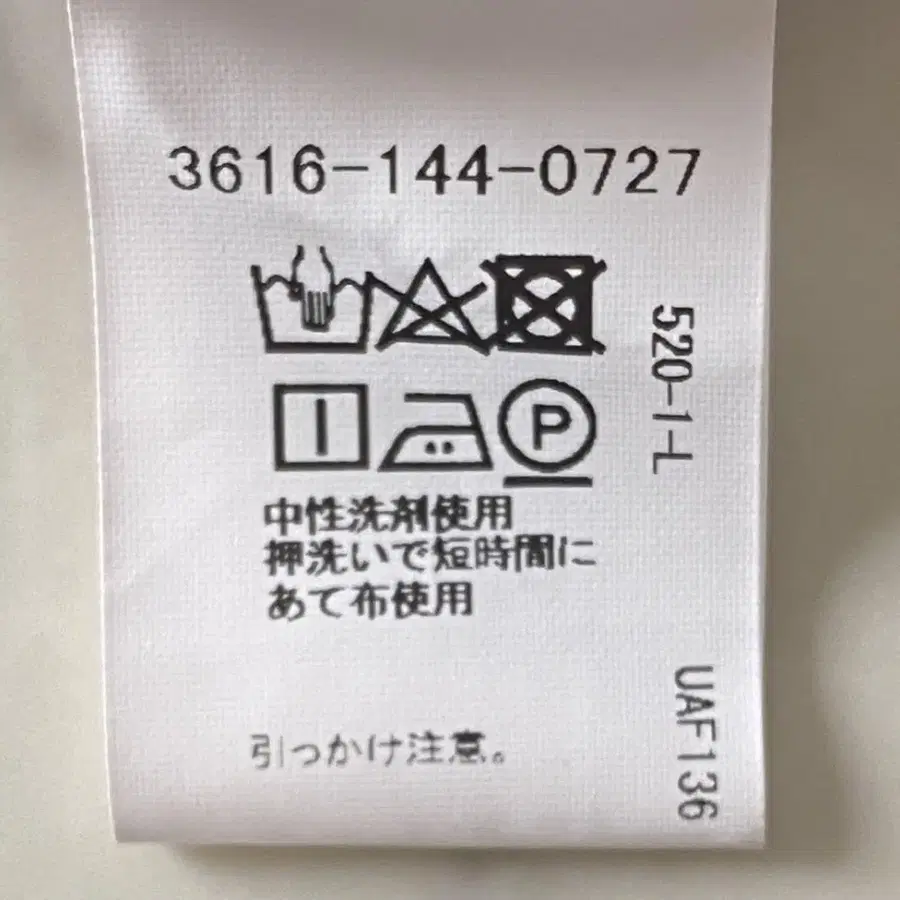 3616-144-0727
520-1-L
P
中性洗剤使用
押洗いで短時間に
あて布使用
引っかけ注意。
UAF136